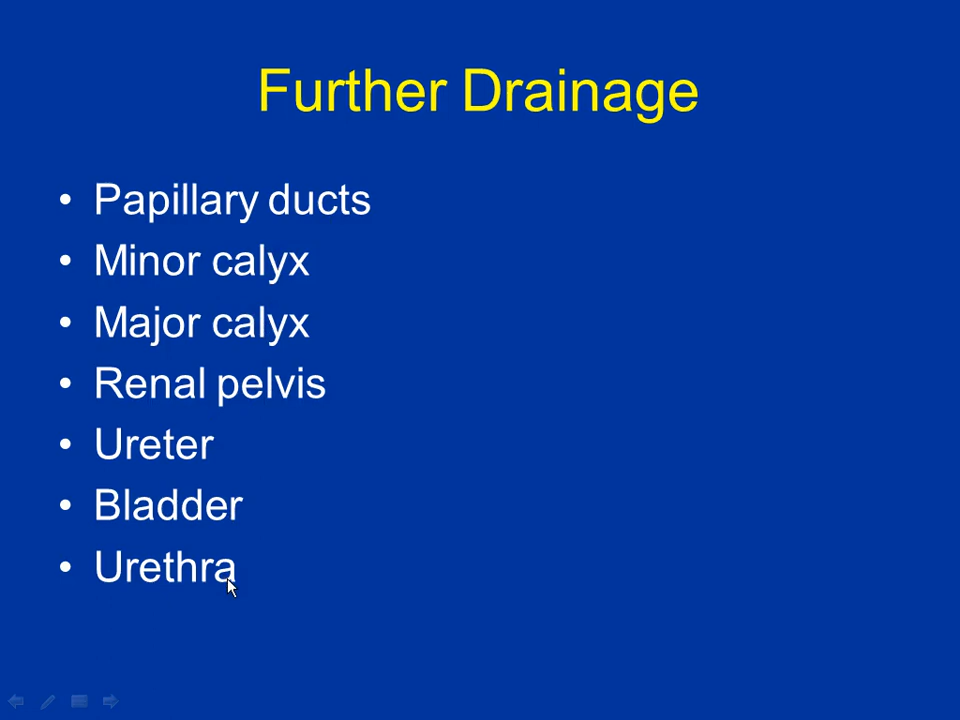 Further Drainage
• Papillary ducts
• Minor calyx
• Major calyx
• Renal pelvis
• Ureter
• Bladder
• Urethra